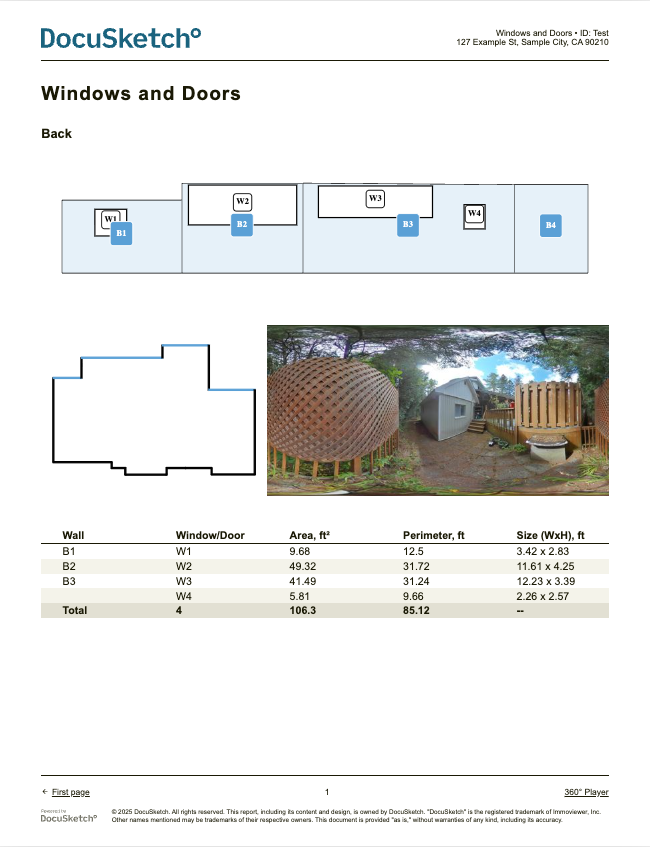 DocuSketch
Windows and Doors • ID: Test
127 Example St, Sample City, CA 90210
Windows and Doors
Back
W1
B1
W2
B2
W3
B3
W4
B4
Wall Window/Door Area, ft² Perimeter, ft Size (WxH), ft
B1 W1 9.68 12.5 3.42 x 2.83
B2 W2 49.32 31.72 11.61 x 4.25
B3 W3 41.49 31.24 12.23 x 3.39
W4 5.81 9.66 2.26 x 2.57
Total 4 106.3 85.12 --
← First page 1 360° Player
Powered by
DocuSketch
© 2025 DocuSketch. All rights reserved. This report, including its content and design, is owned by DocuSketch. "DocuSketch" is the registered trademark of Immoviewer, Inc.
Other names mentioned may be trademarks of their respective owners. This document is provided "as is," without warranties of any kind, including its accuracy.